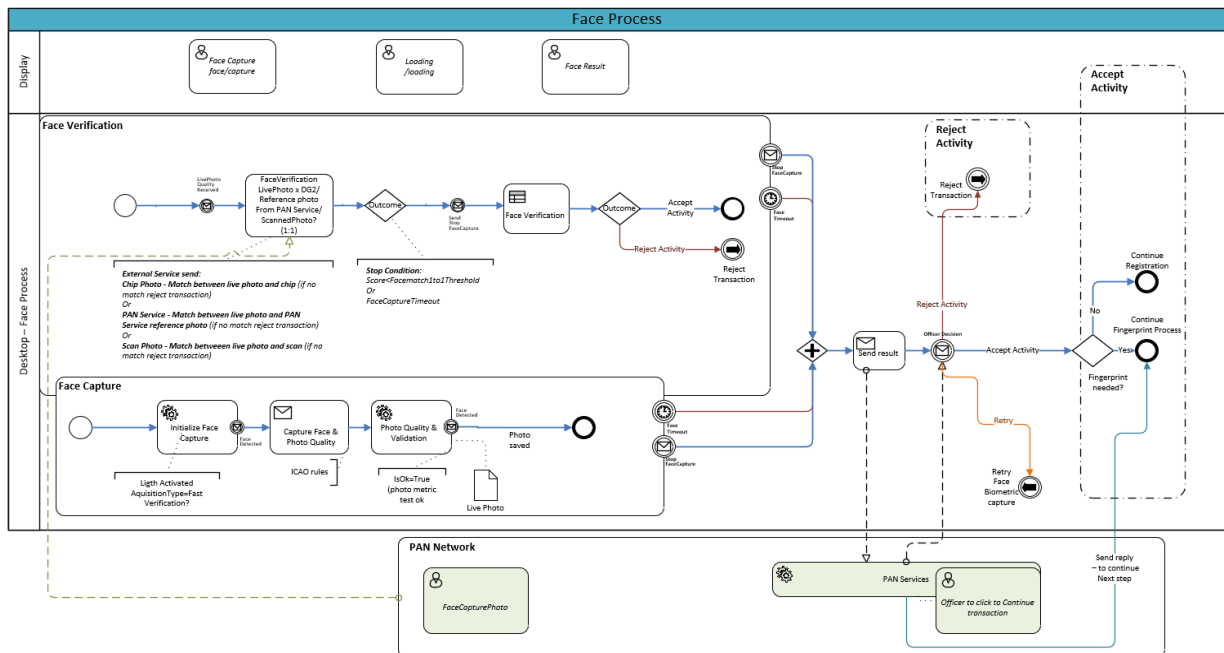 Face Process
Display
Face Capture
face/capture
Loading
/loading
Face Result
Accept
Activity
Desktop – Face Process
Face Verification
Reject
Activity
LivePhoto
Quality
Received
FaceVerification
LivePhoto x DG2/
Reference photo
From PAN Service/
ScannedPhoto?
(1:1)
Outcome
Send
Stop
FaceCapture
Face Verification
Outcome
Accept
Activity
Reject Activity
Reject
Transaction
Stop
FaceCapture
Face
Timeout
Reject
Transaction
External Service send:
Chip Photo - Match between live photo and chip (if no
match reject transaction)
Or
PAN Service - Match between live photo and PAN
Service reference photo (if no match reject transaction)
Or
Scan Photo - Match betweeen live photo and scan (if no
match reject transaction)
Stop Condition:
Score<Facematch1to1Threshold
Or
FaceCaptureTimeout
Continue
Registration
Reject Activity
No
Continue
Fingerprint Process
Send result
Officer Decision
Accept Activity
Yes
Fingerprint
needed?
Face Capture
Initialize Face
Capture
Face
Detected
Capture Face &
Photo Quality
Photo Quality &
Validation
Face
Detected
Photo
saved
Face
Timeout
Stop
FaceCapture
Retry
Retry
Face
Biometric
capture
Ligth Activated
AquisitionType=Fast
Verification?
ICAO rules
IsOk=True
(photo metric
test ok
Live Photo
PAN Network
FaceCapturePhoto
PAN Services
Officer to click to Continue
transaction
Send reply
– to continue
Next step